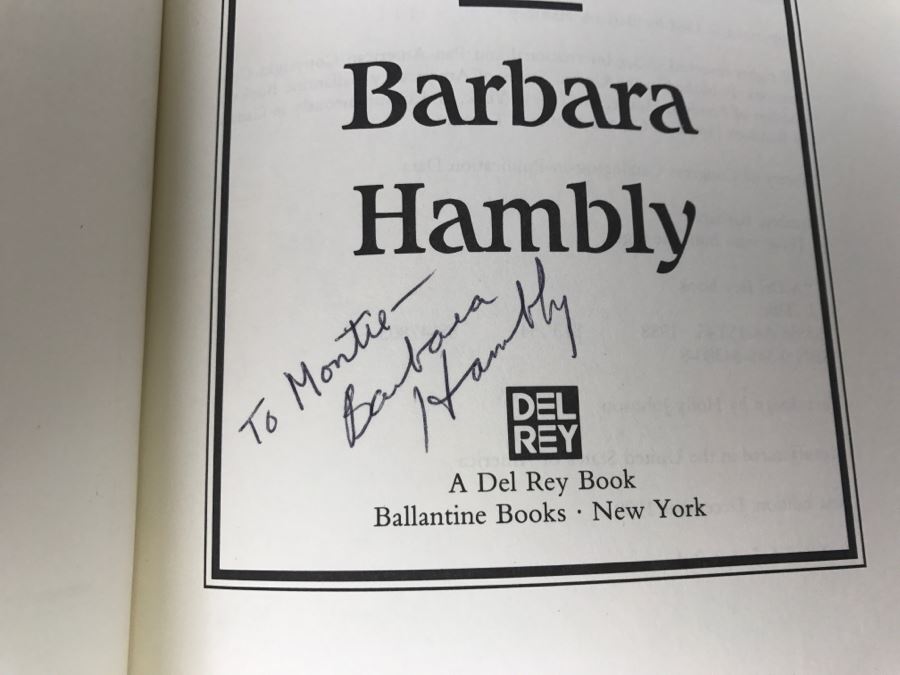 Barbara
Hambly
To Montie-
Barbara
Hambly
DEL
REY
A Del Rey Book
Ballantine Books · New York